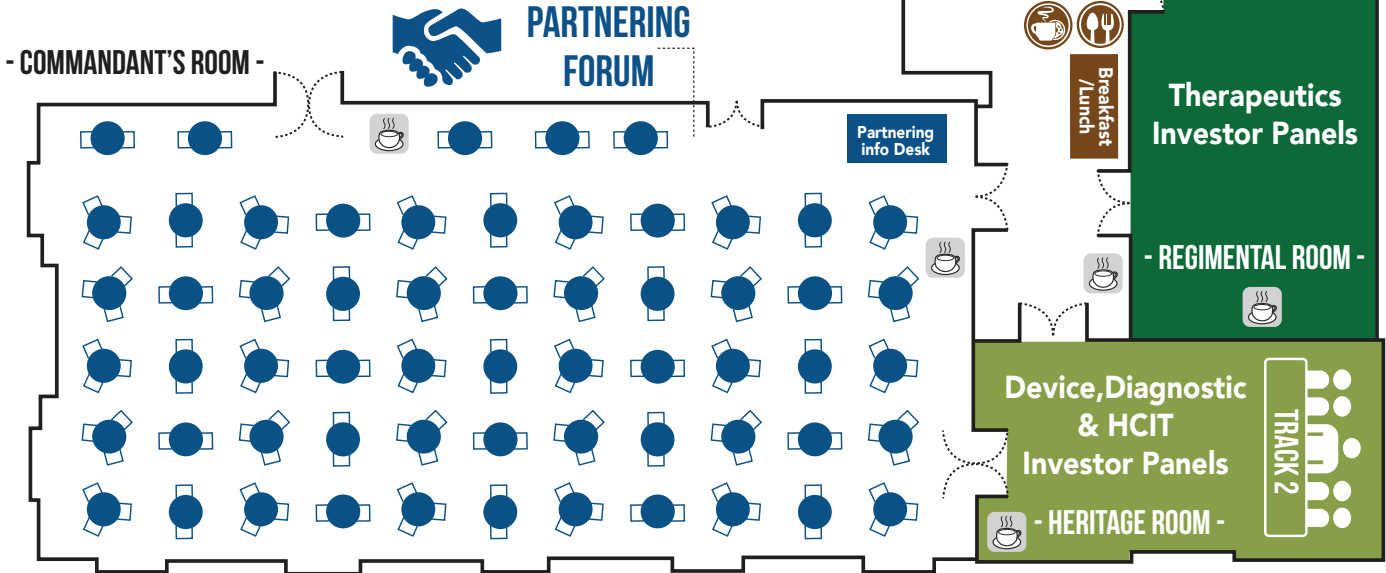 - COMMANDANT'S ROOM -
PARTNERING
FORUM
Partnering
info Desk
Breakfast
/Lunch
Therapeutics
Investor Panels
- REGIMENTAL ROOM -
Device,Diagnostic
& HCIT
Investor Panels
TRACK 2
- HERITAGE ROOM -